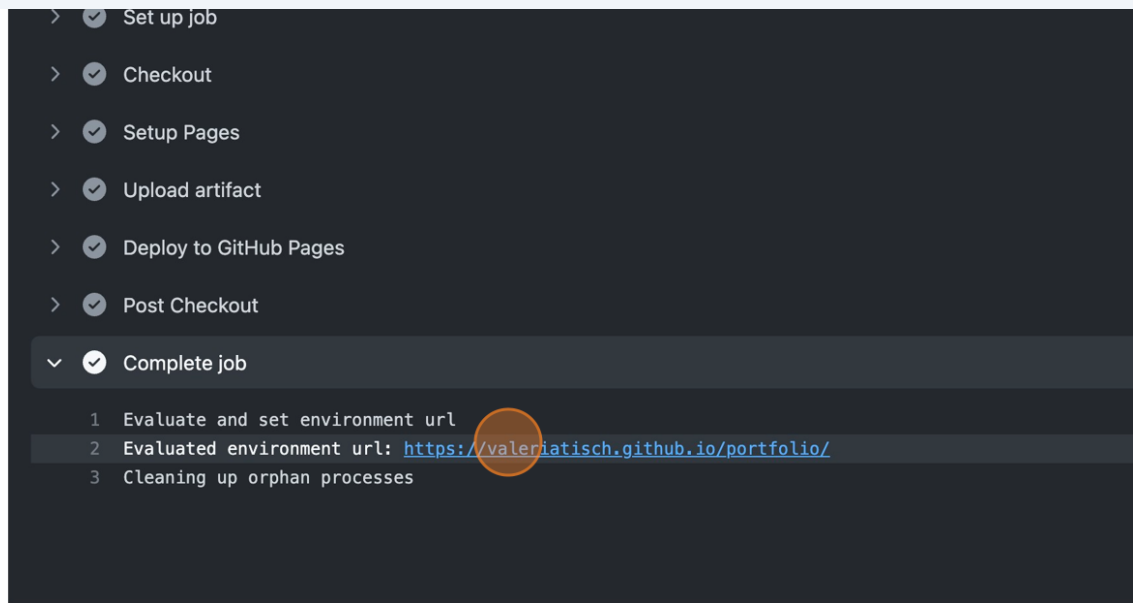 Set up job
Checkout
Setup Pages
Upload artifact
Deploy to GitHub Pages
Post Checkout
Complete job
1 Evaluate and set environment url
2 Evaluated environment url: https://valeriatisch.github.io/portfolio/
3 Cleaning up orphan processes